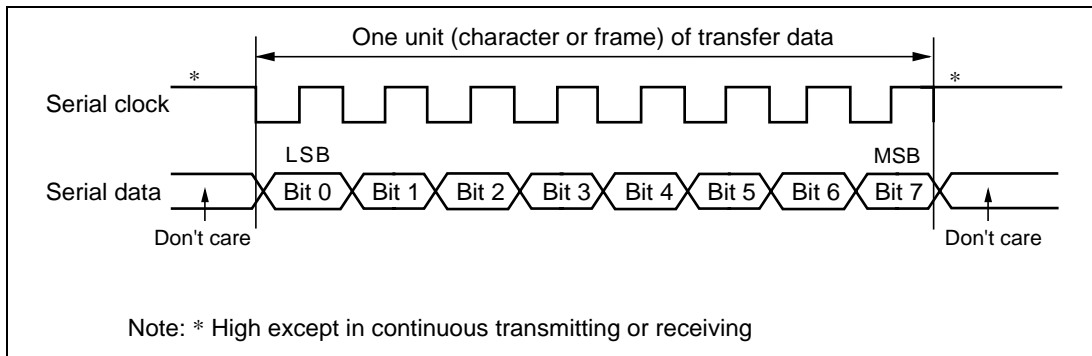 One unit (character or frame) of transfer data
* *
Serial clock
LSB MSB
Serial data Bit 0 Bit 1 Bit 2 Bit 3 Bit 4 Bit 5 Bit 6 Bit 7
Don't care Don't care
Note: * High except in continuous transmitting or receiving